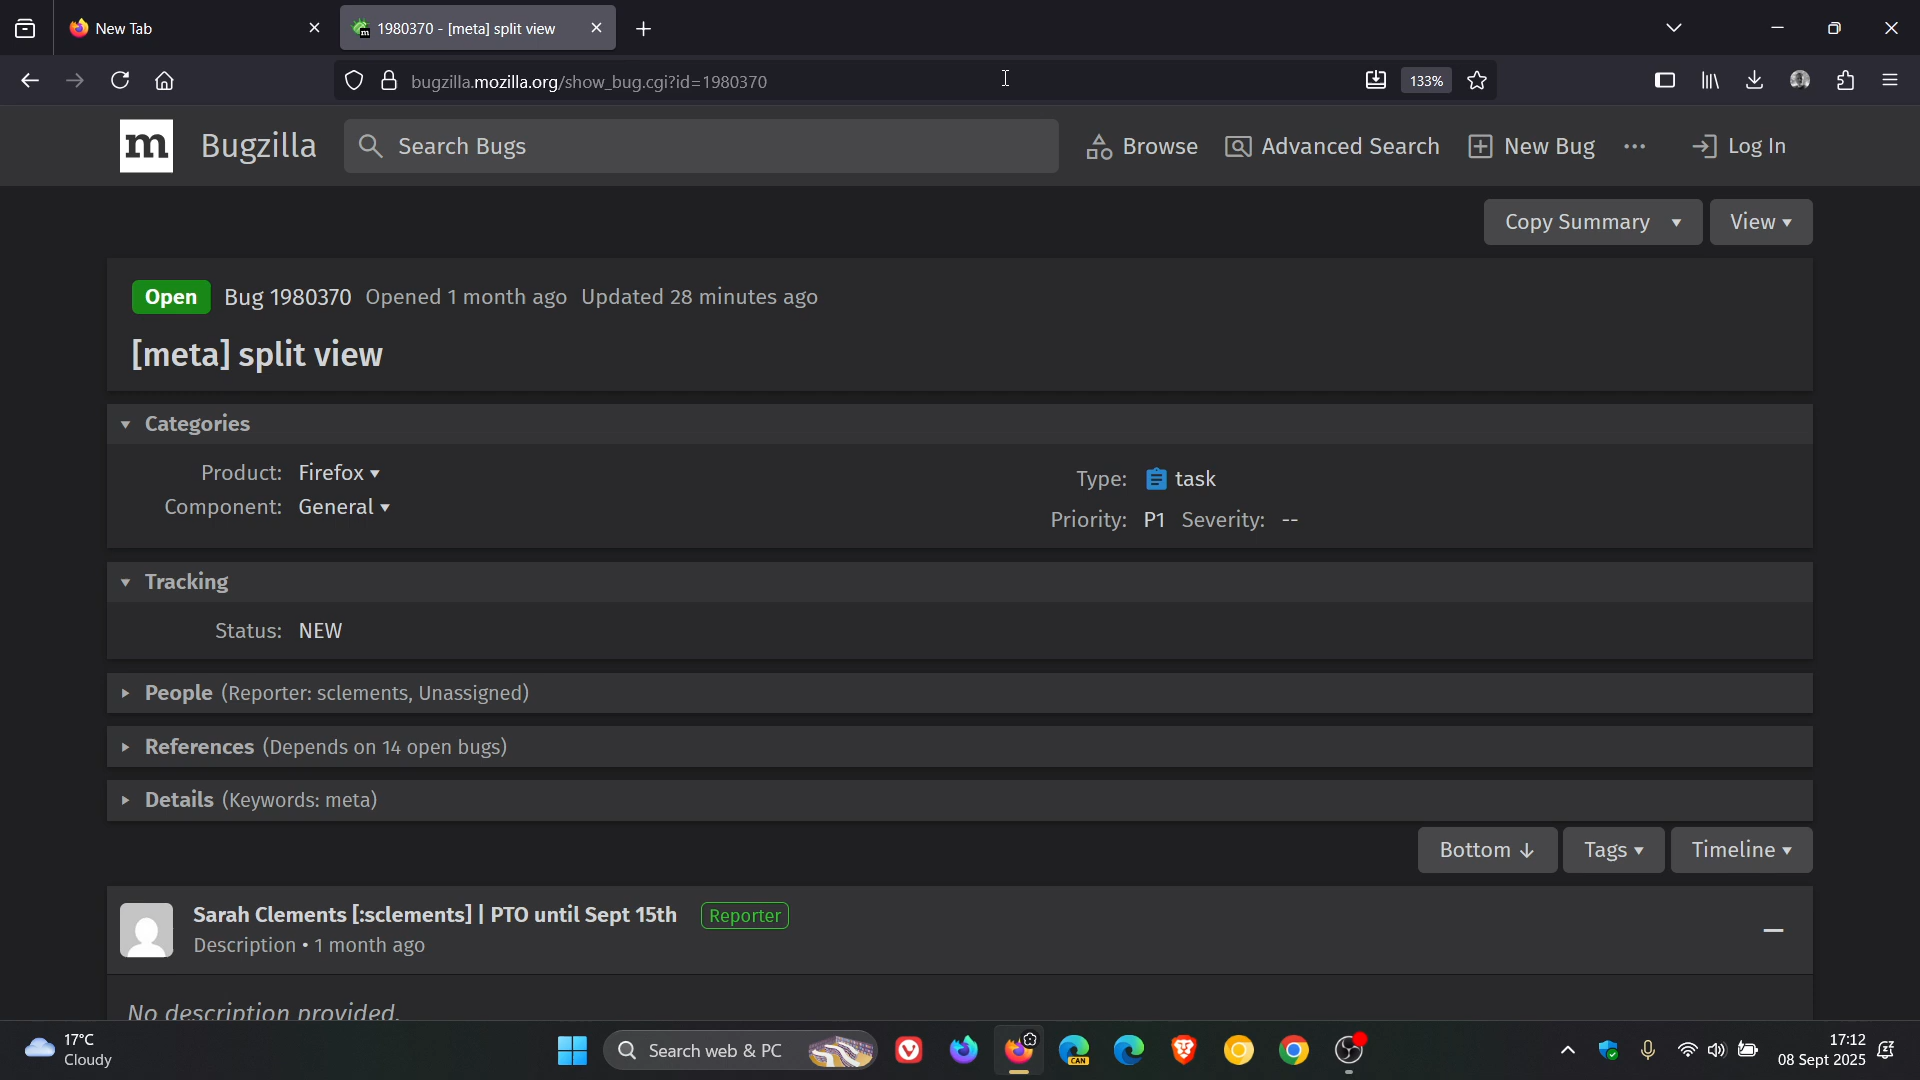 New Tab
1980370 - [meta] split view
bugzilla.mozilla.org/show_bug.cgi?id=1980370
133%
m Bugzilla
Search Bugs
Browse
Advanced Search
New Bug
Log In
Copy Summary ▾
View ▾
Open Bug 1980370 Opened 1 month ago Updated 28 minutes ago
[meta] split view
▾ Categories
Product: Firefox ▾
Component: General ▾
Type: task
Priority: P1 Severity: --
▾ Tracking
Status: NEW
▸ People (Reporter: sclements, Unassigned)
▸ References (Depends on 14 open bugs)
▸ Details (Keywords: meta)
Bottom ↓
Tags ▾
Timeline ▾
Sarah Clements [:sclements] | PTO until Sept 15th Reporter
Description • 1 month ago
No description provided.
17°C
Cloudy
Search web & PC
CAN
17:12
08 Sept 2025